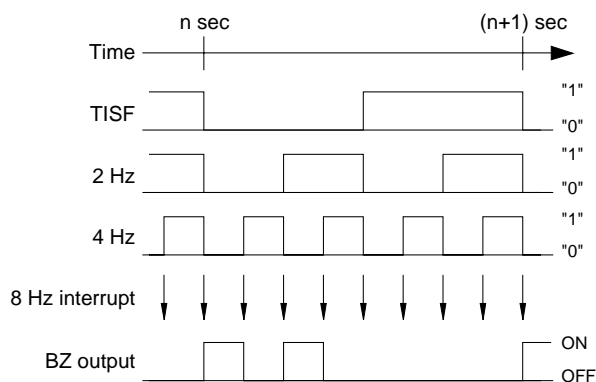 n sec
(n+1) sec
Time
TISF
"1"
"0"
2 Hz
"1"
"0"
4 Hz
"1"
"0"
8 Hz interrupt
BZ output
ON
OFF